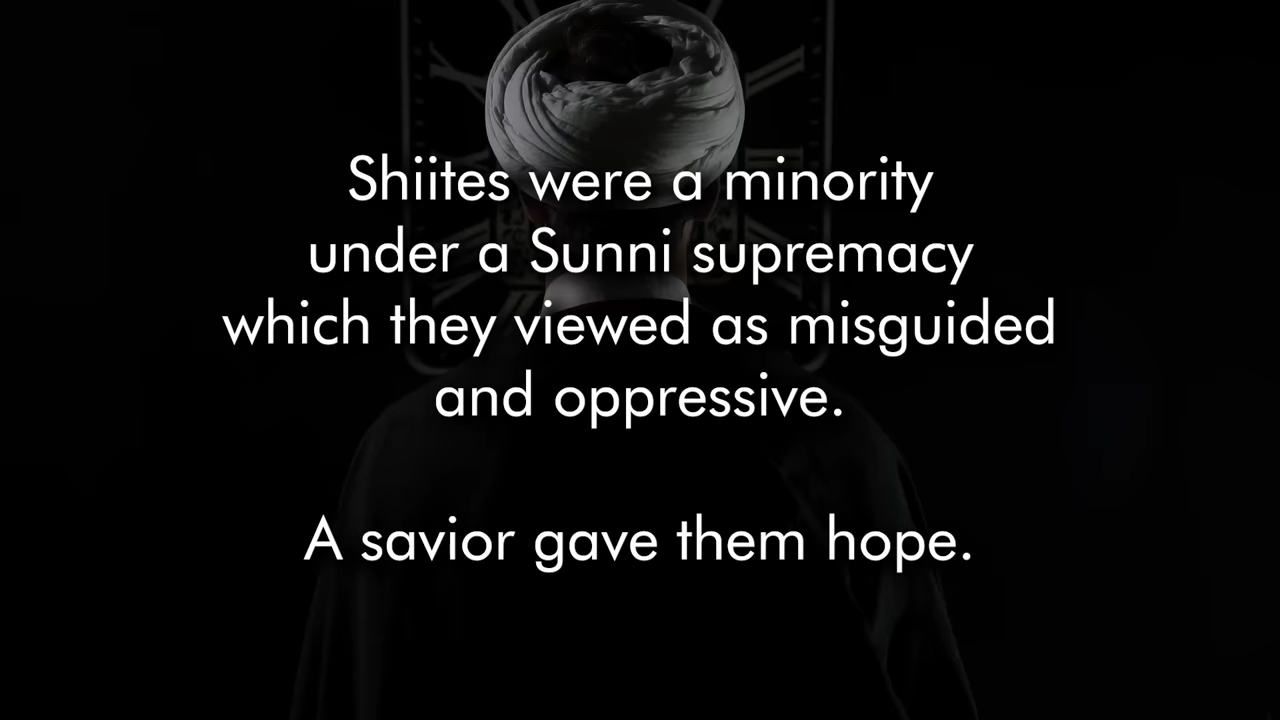 Shiites were a minority
under a Sunni supremacy
which they viewed as misguided
and oppressive.
A savior gave them hope.